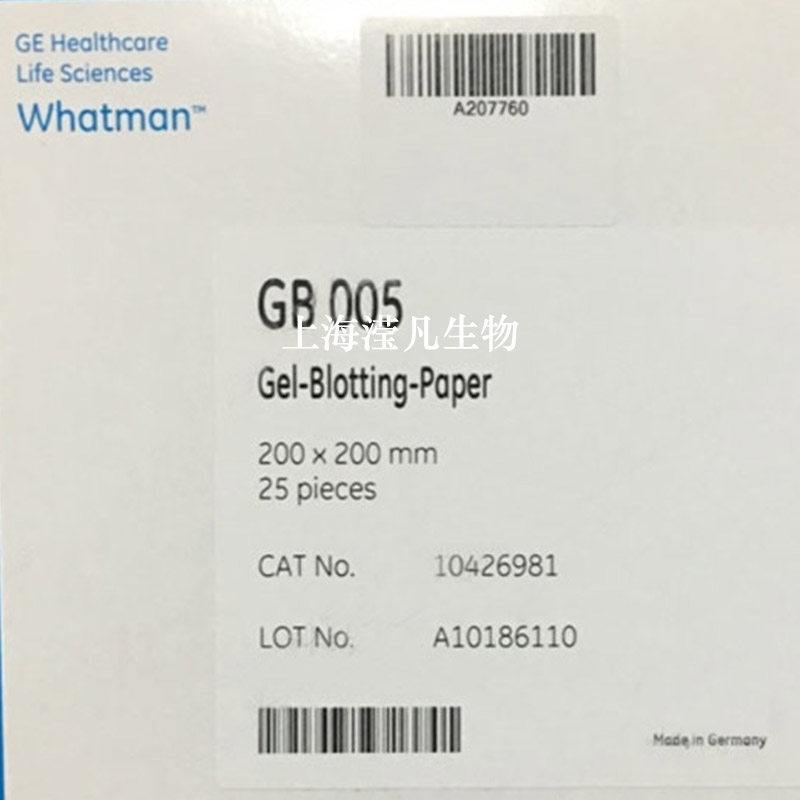 GE Healthcare
Life Sciences
Whatman™
A207760
GB 005
上海滢凡生物
Gel-Blotting-Paper
200 x 200 mm
25 pieces
CAT No. 10426981
LOT No. A10186110
Made in Germany